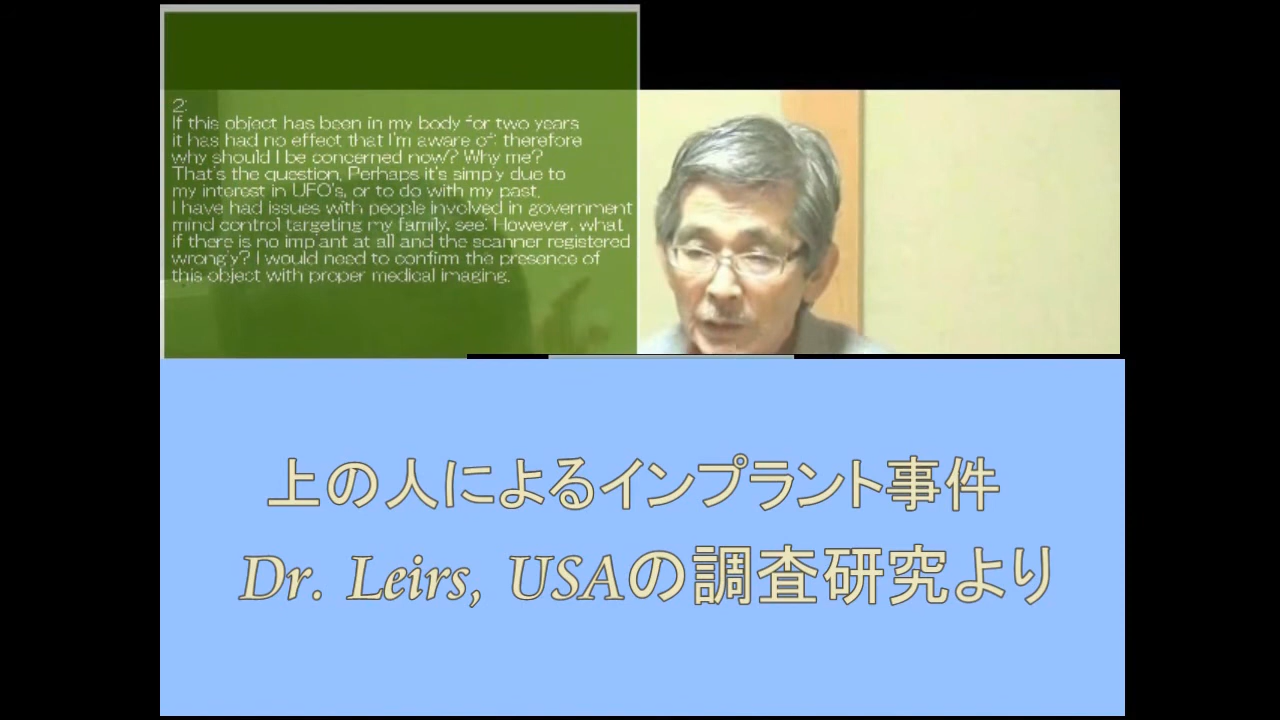 2:
If this object has been in my body for two years
it has had no effect that I'm aware of; therefore
why should I be concerned now? Why me?
That's the question. Perhaps it's simply due to
my interest in UFO's, or to do with my past.
I have had issues with people involved in government
mind control targeting my family. see: However, what
if there is no implant at all and the scanner registered
wrongly? I would need to confirm the presence of
this object with proper medical imaging.
上の人によるインプラント事件
Dr. Leirs, USAの調査研究より